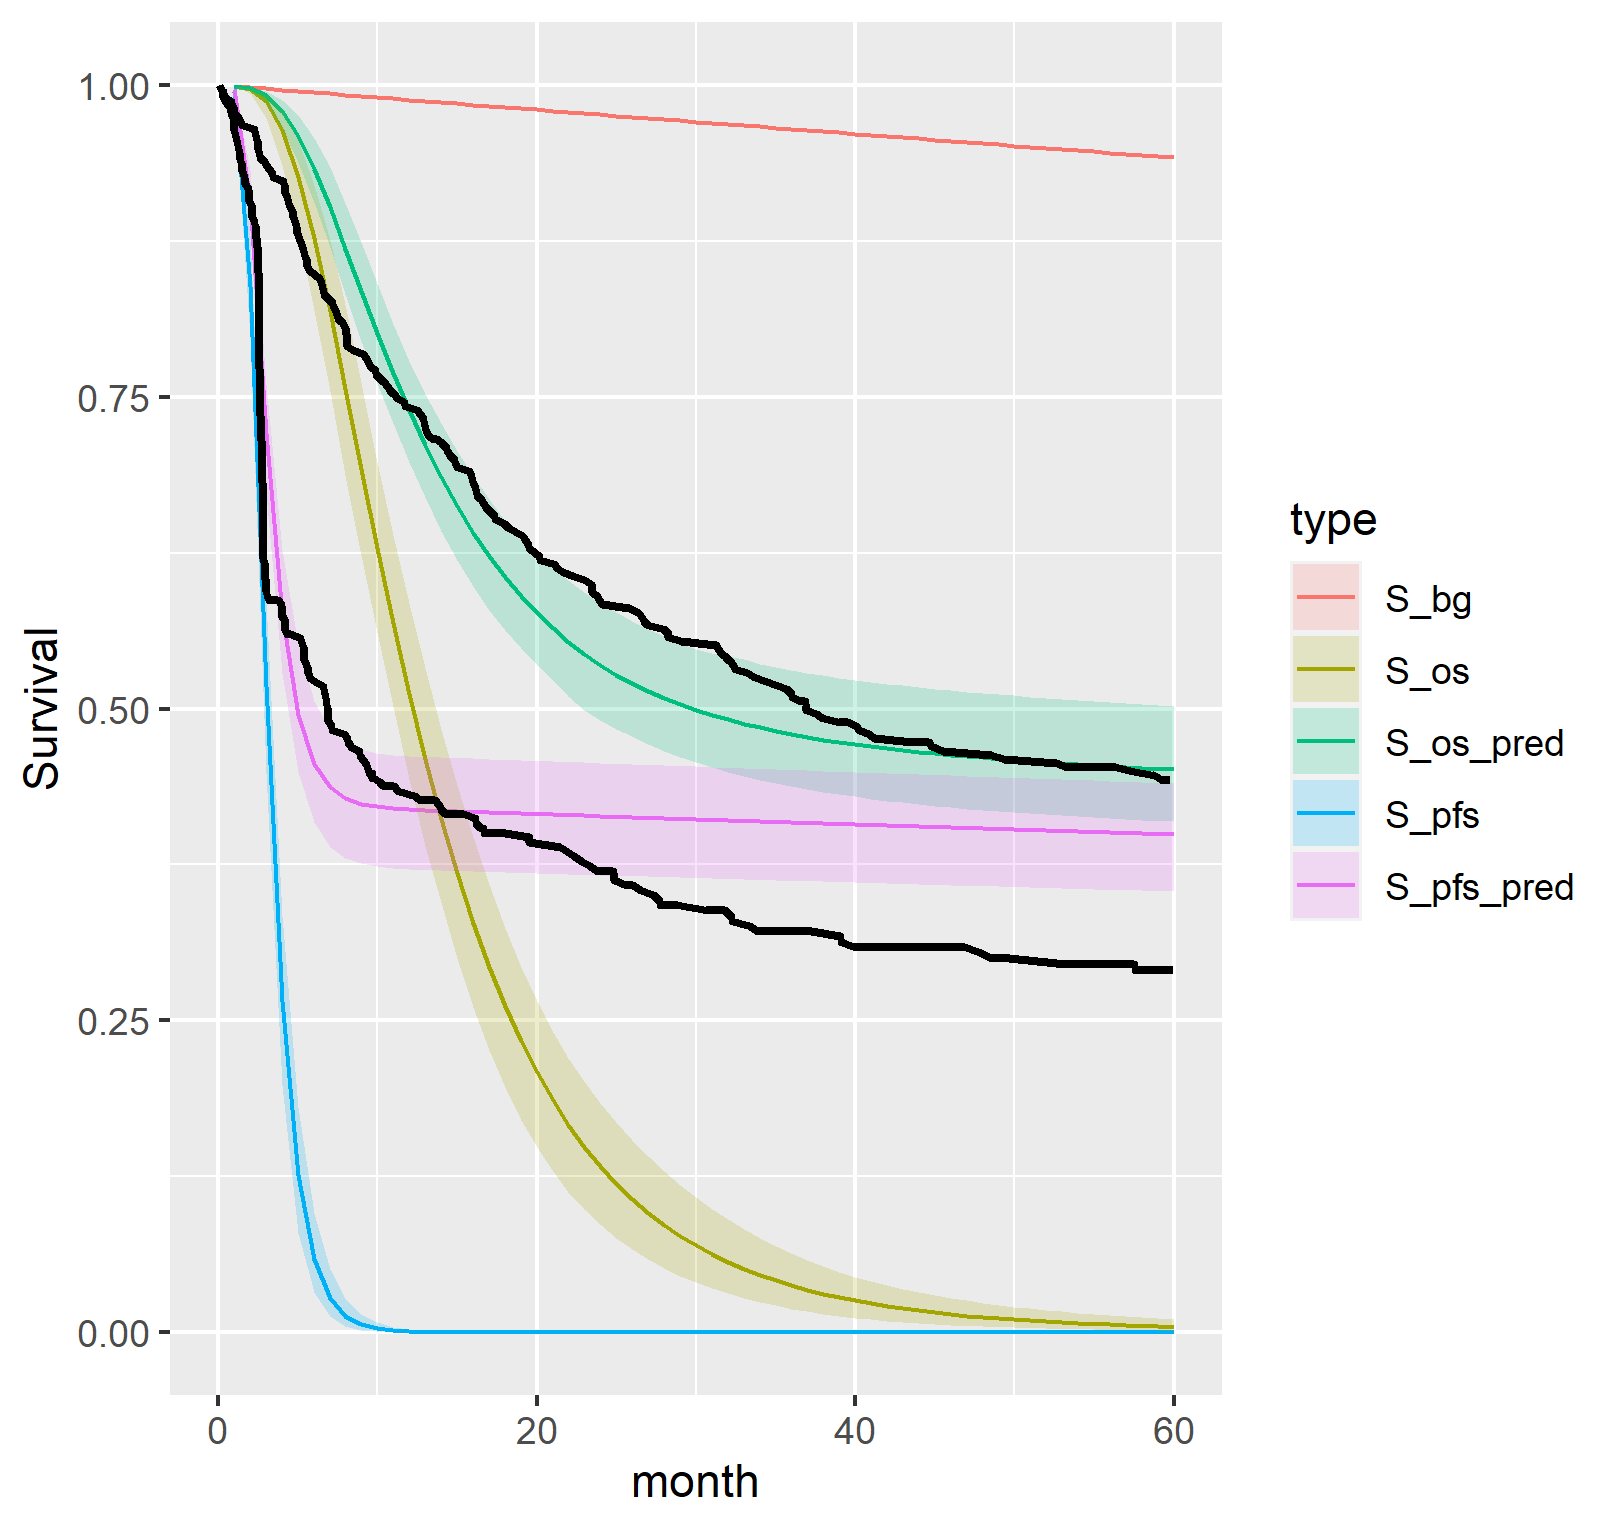 1.00
0.75
0.50
0.25
0.00
Survival
0
20
40
60
month
type
S_bg
S_os
S_os_pred
S_pfs
S_pfs_pred